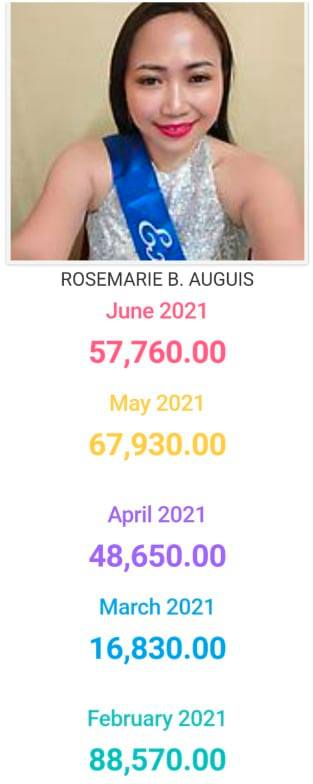 ROSEMARIE B. AUGUIS
June 2021
57,760.00
May 2021
67,930.00
April 2021
48,650.00
March 2021
16,830.00
February 2021
88,570.00